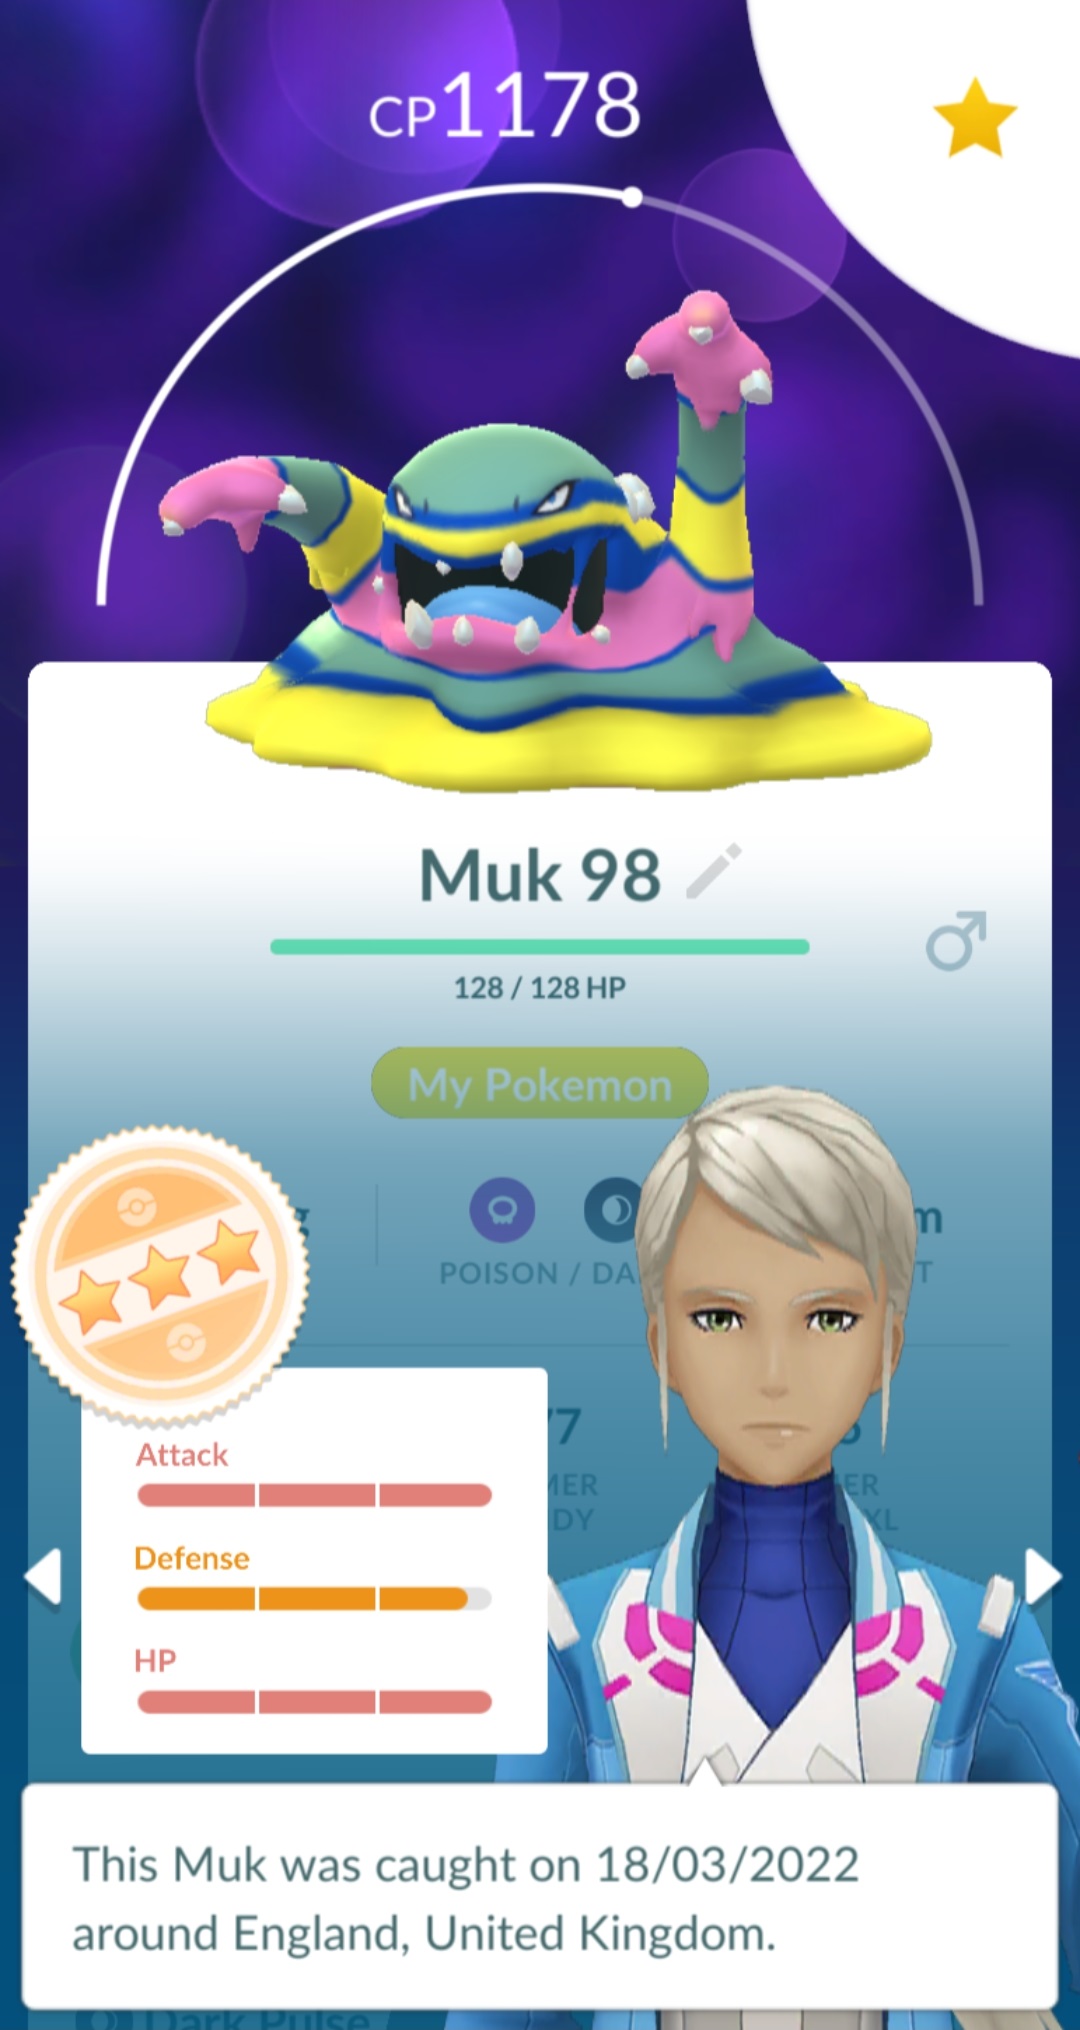 CP1178
Muk 98
128 / 128 HP
My Pokemon
POISON / DA
Attack
Defense
HP
This Muk was caught on 18/03/2022
around England, United Kingdom.
Dark Pulse